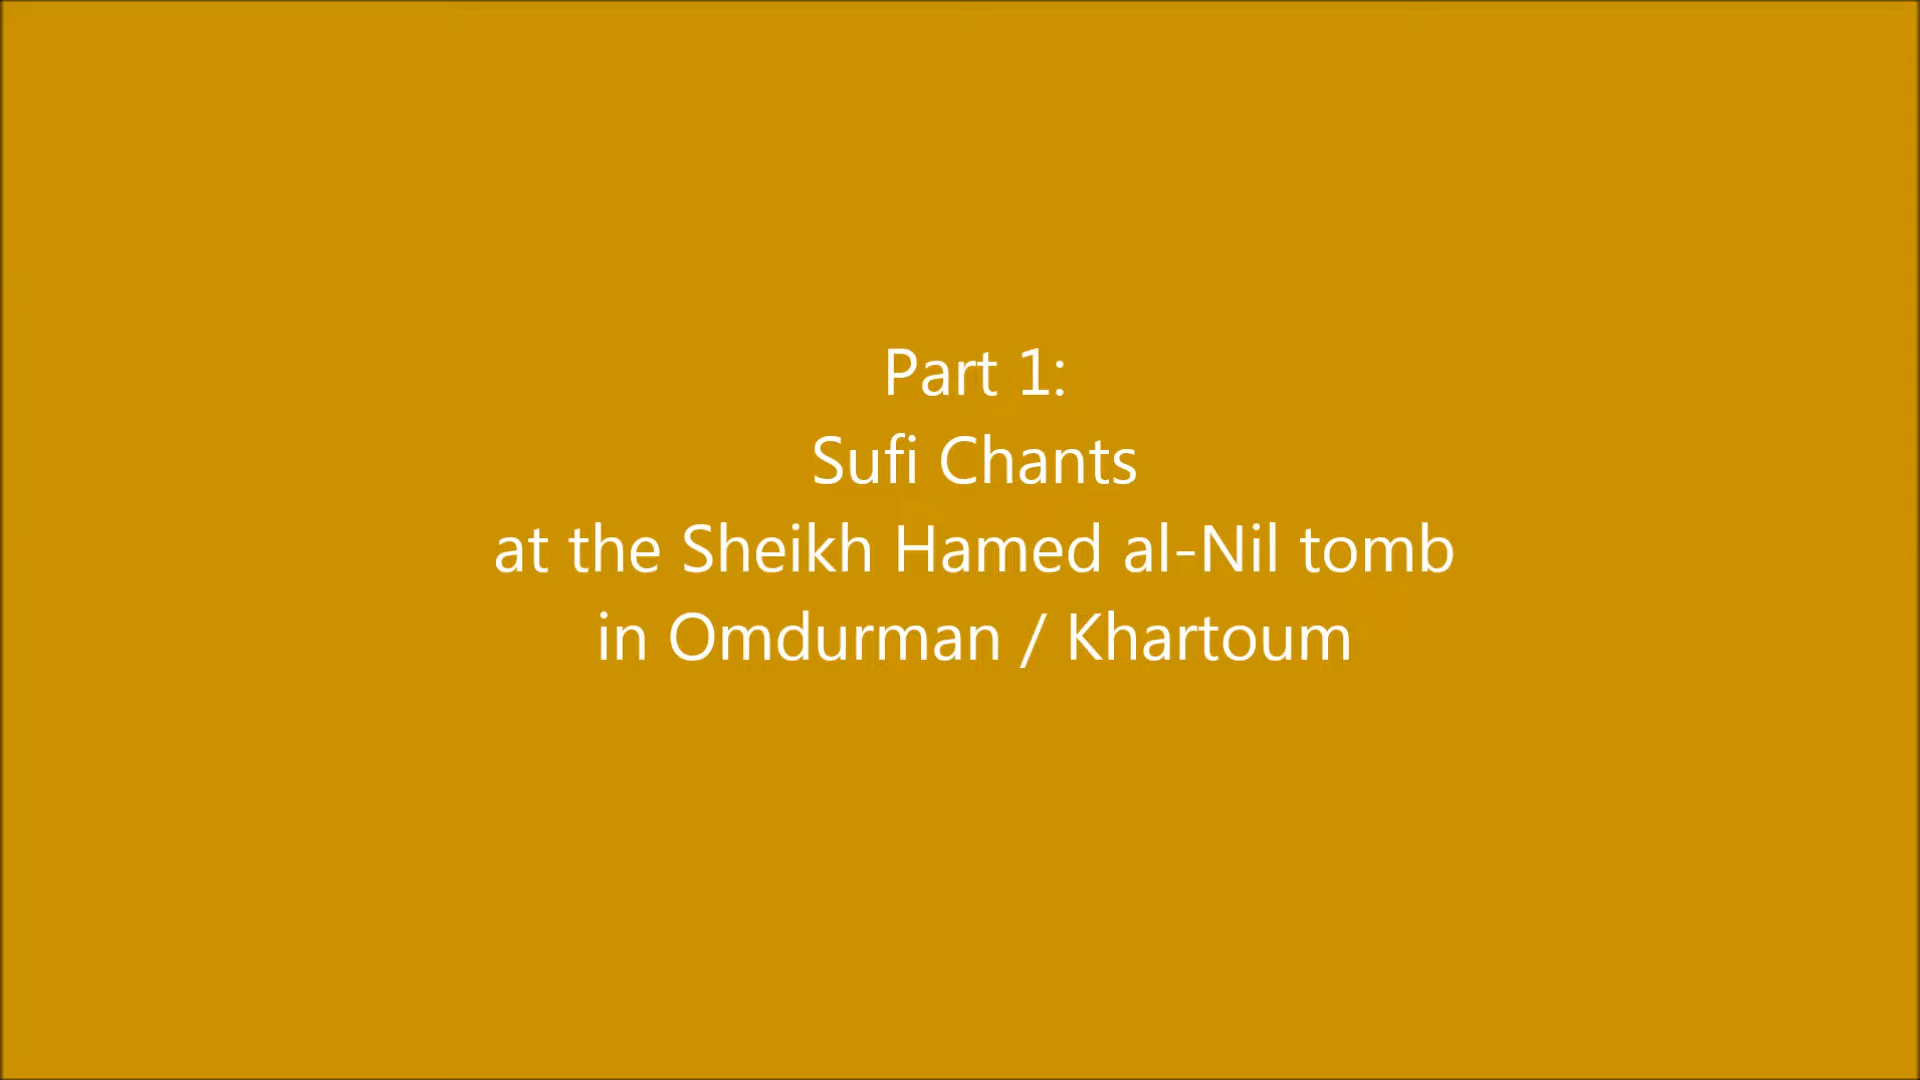 Part 1:
Sufi Chants
at the Sheikh Hamed al-Nil tomb
in Omdurman / Khartoum